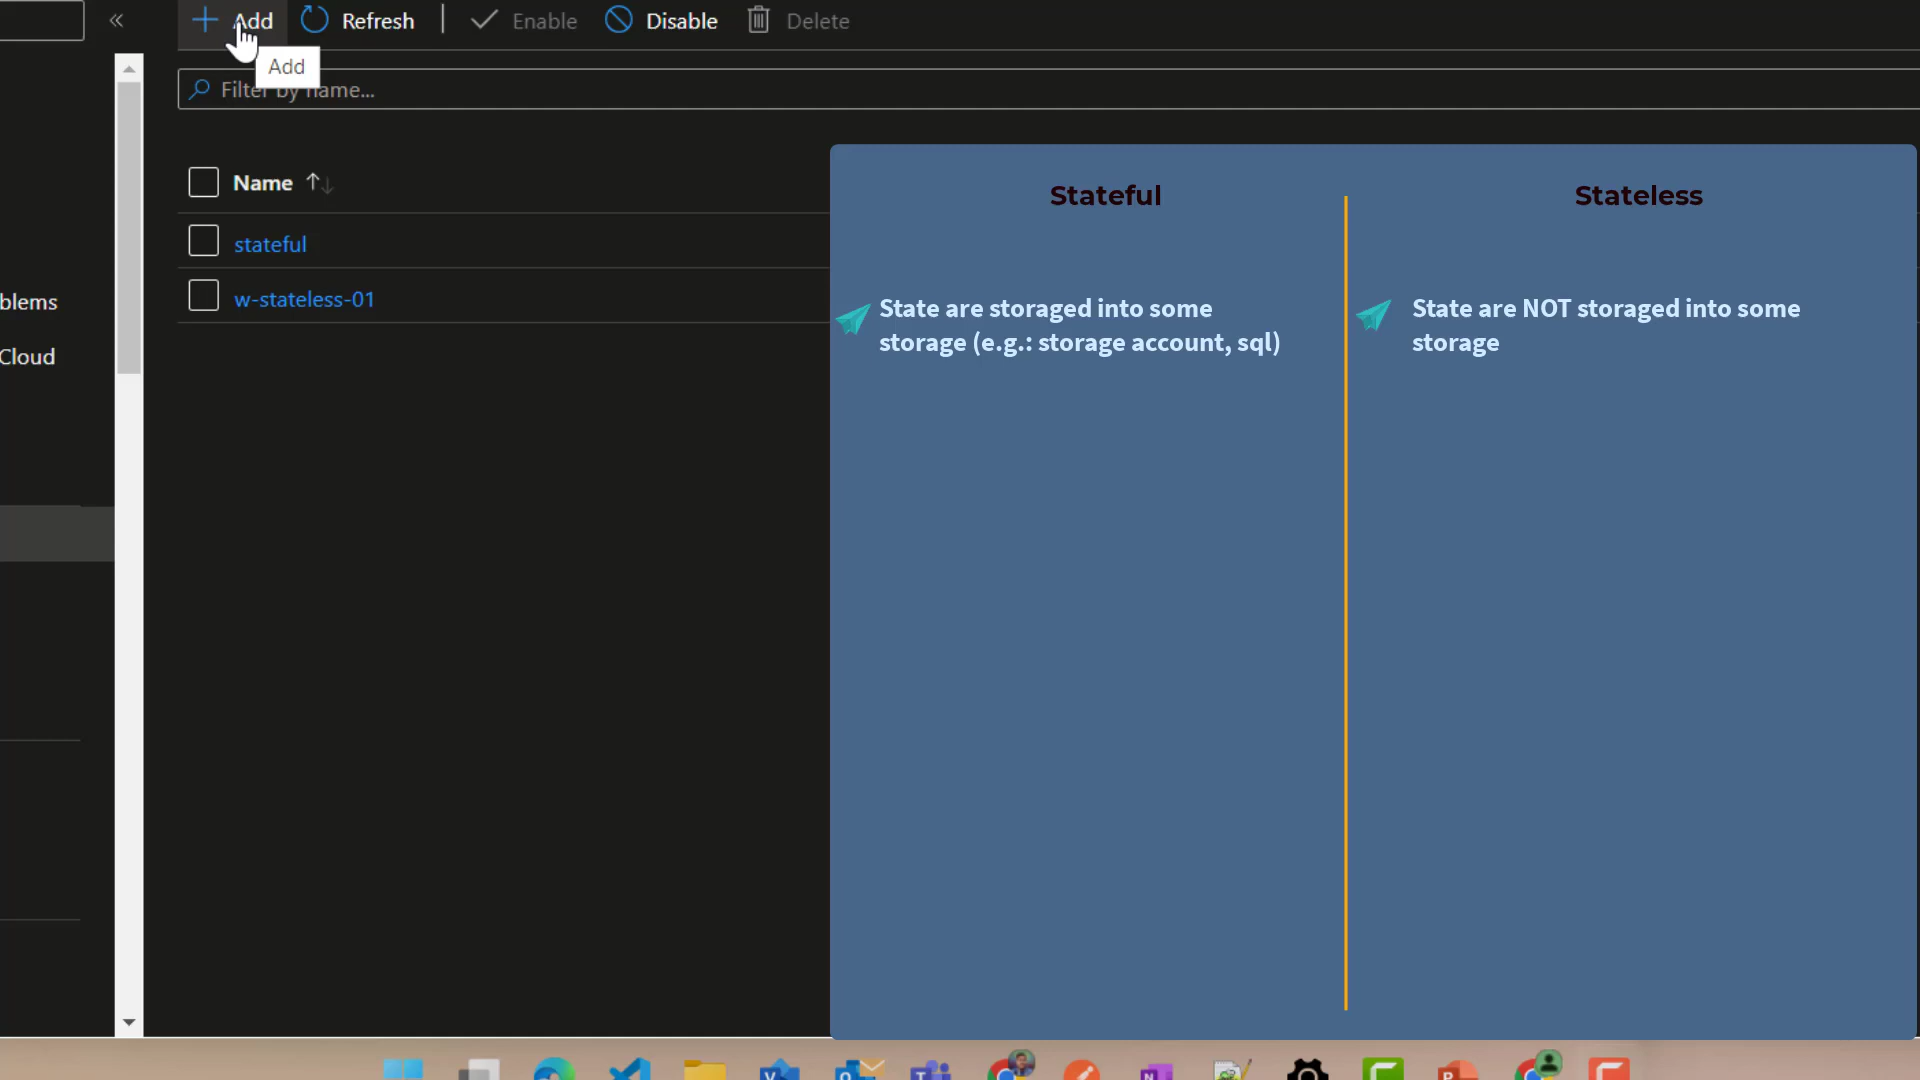 Add
Refresh
Enable
Disable
Delete
Add
Filter by name...
Name
stateful
w-stateless-01
blems
Cloud
Stateful
Stateless
State are storaged into some
storage (e.g.: storage account, sql)
State are NOT storaged into some
storage